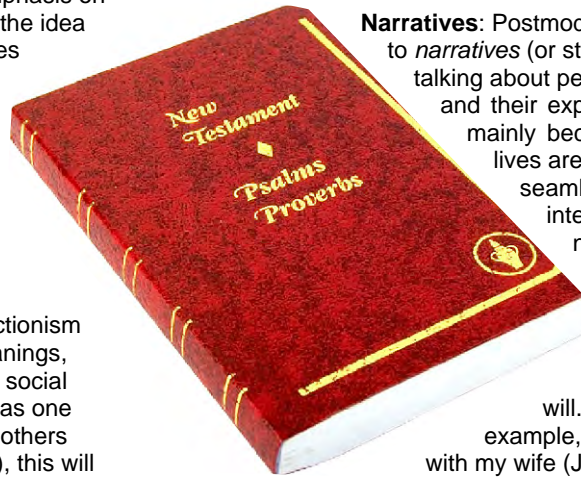 phasis on
the idea
es
ctionism
anings,
social
as one
others
), this will
New
Testament
Psalms
Proverbs
Narratives: Postmod
to narratives (or st
talking about pe
and their exp
mainly bec
lives are
seaml
inte
will.
example,
with my wife (J